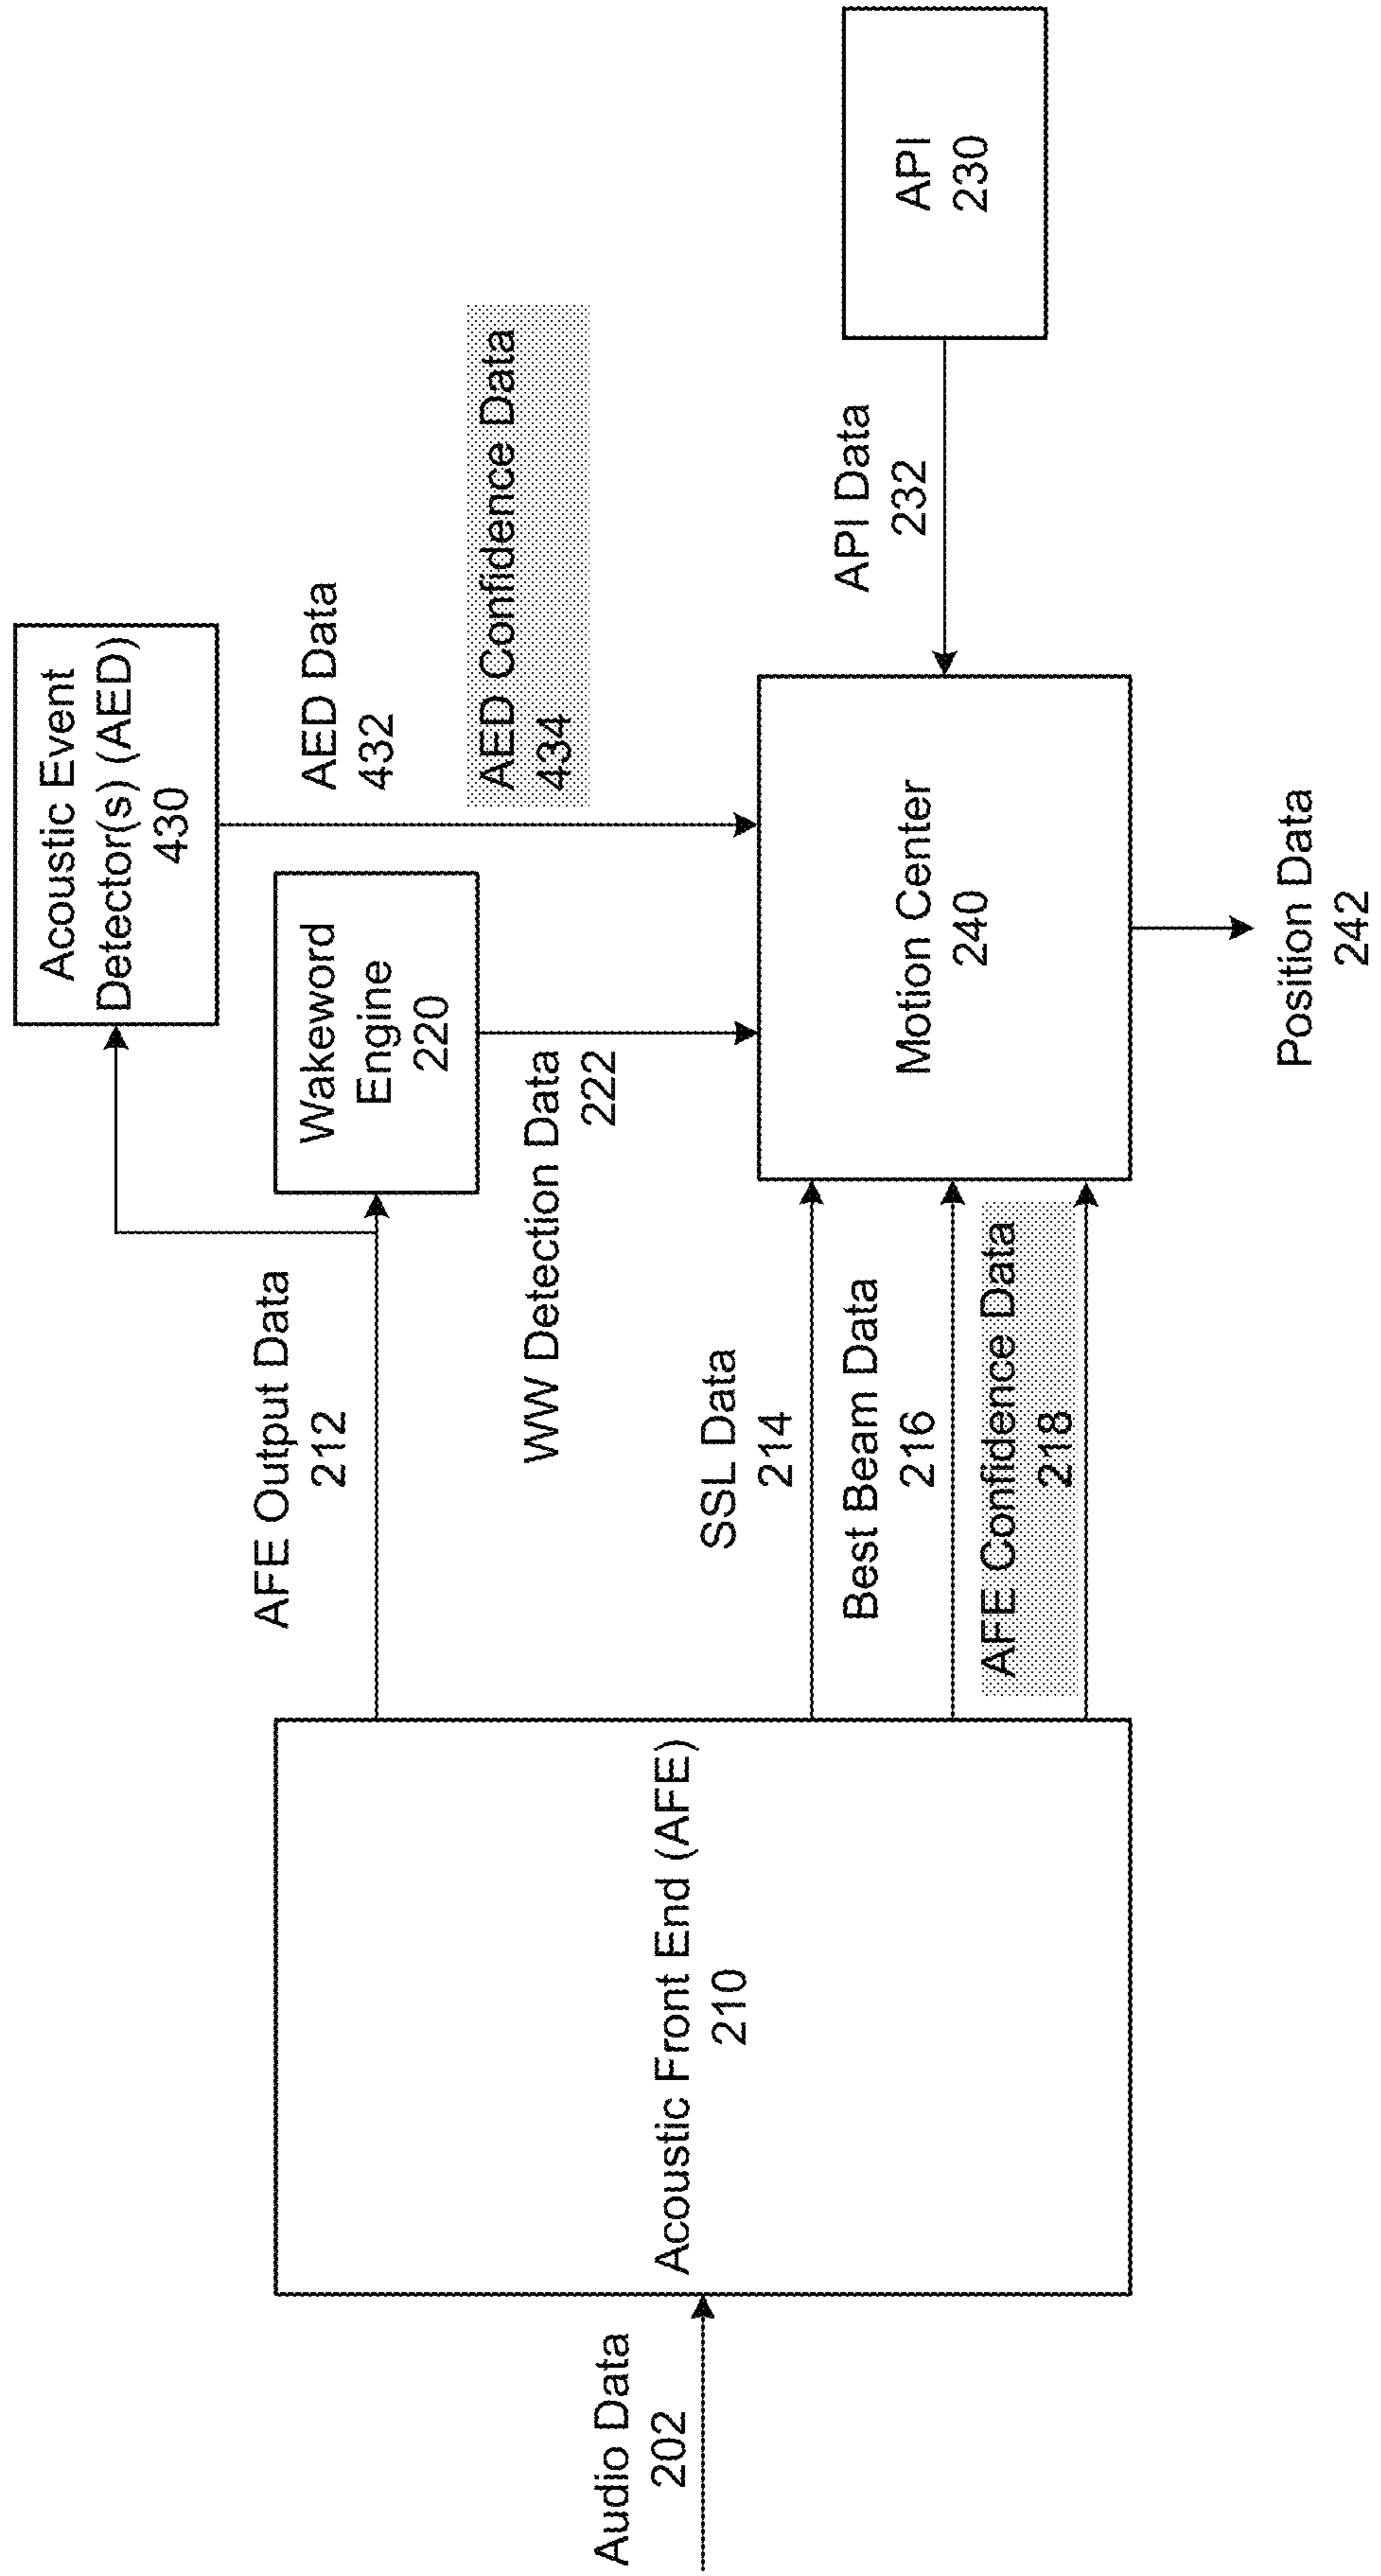 Audio Data
202
Acoustic Front End (AFE)
210
AFE Output Data
212
Acoustic Event
Detector(s) (AED)
430
Wakeword
Engine
220
AED Data
432
AED Confidence Data
434
WW Detection Data
222
SSL Data
214
Best Beam Data
216
AFE Confidence Data
218
Motion Center
240
API Data
232
API
230
Position Data
242